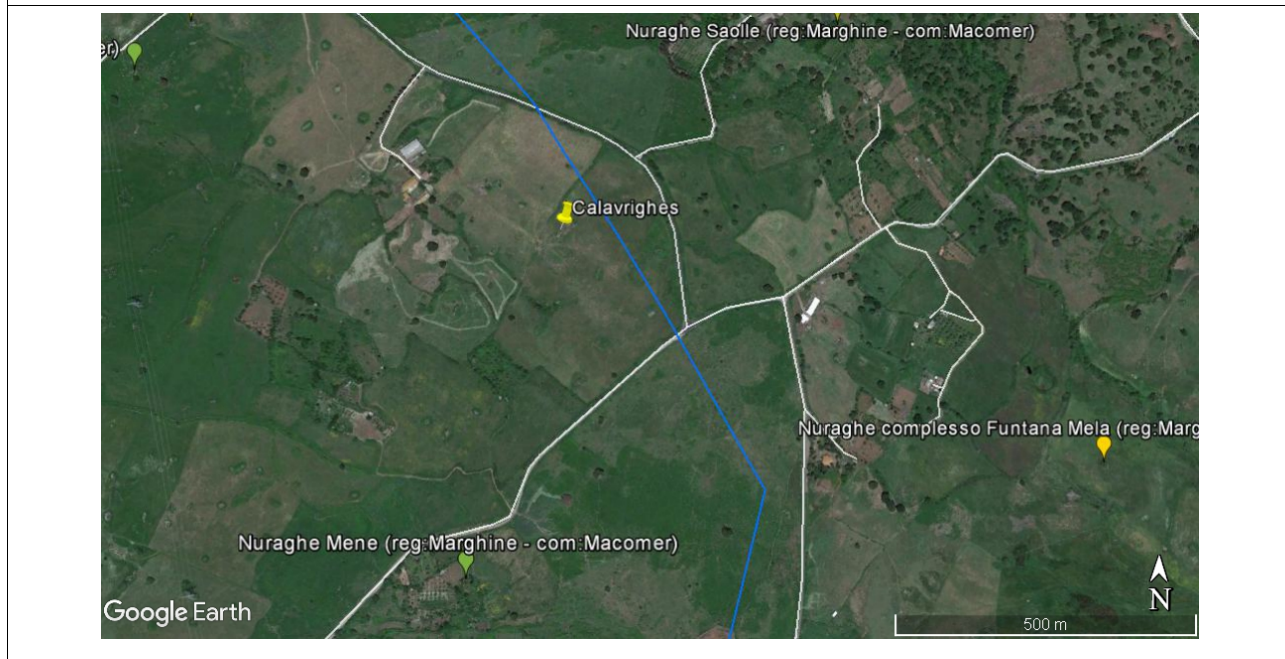 Nuraghe Saolle (reg:Marghine - com:Macomer)
er)
Calavrighes
Nuraghe complesso Funtana Mela (reg:Marg
Nuraghe Mene (reg:Marghine - com:Macomer)
Google Earth
N
500 m